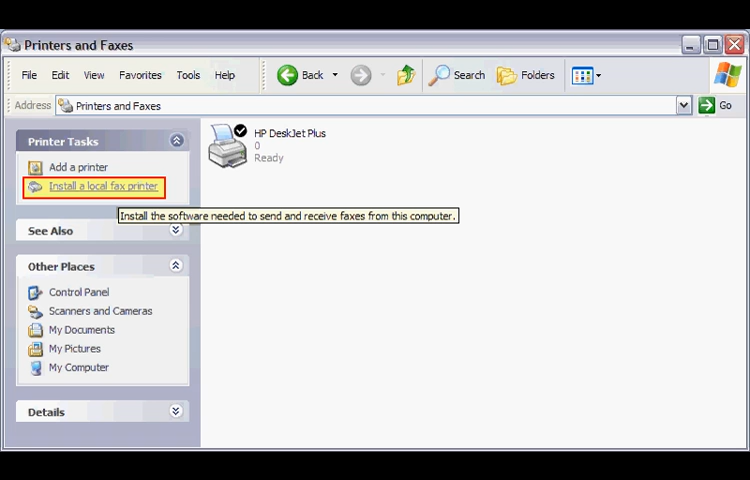 Printers and Faxes
File Edit View Favorites Tools Help Back Search Folders
Address Printers and Faxes Go
Printer Tasks
Add a printer
Install a local fax printer
Install the software needed to send and receive faxes from this computer.
See Also
Other Places
Control Panel
Scanners and Cameras
My Documents
My Pictures
My Computer
Details
HP DeskJet Plus
0
Ready